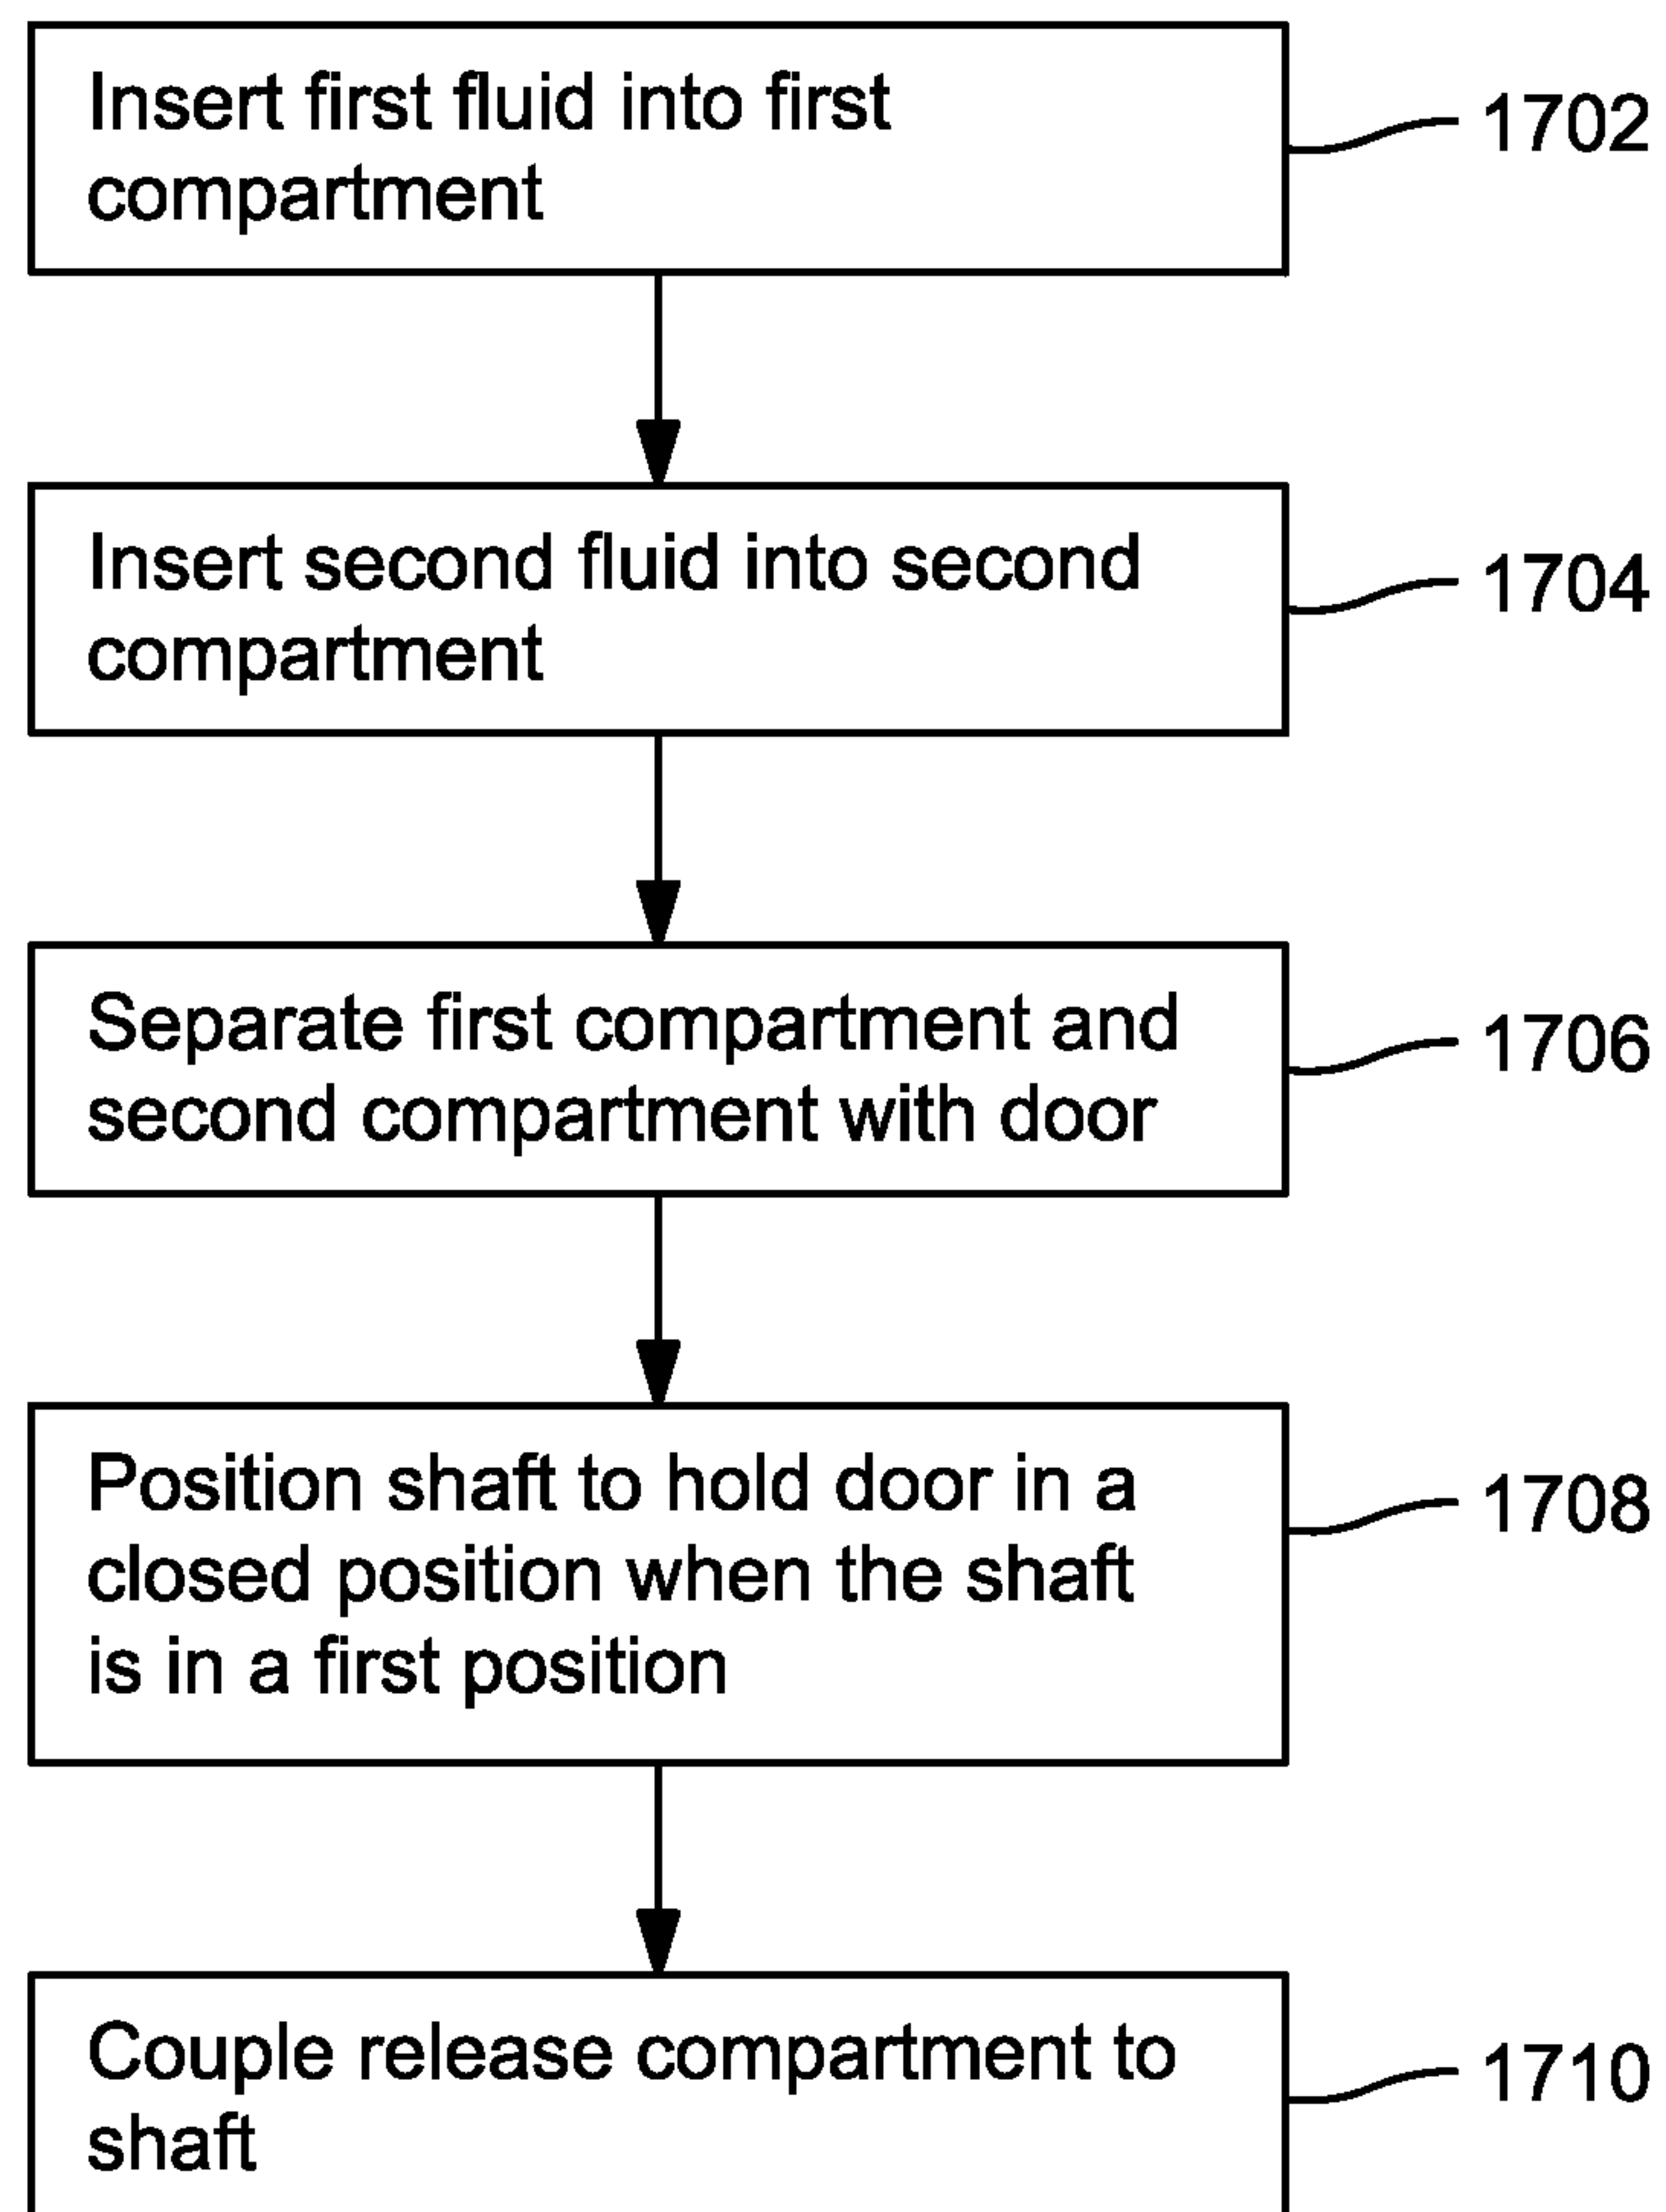 Insert first fluid into first
compartment
1702
Insert second fluid into second
compartment
1704
Separate first compartment and
second compartment with door
1706
Position shaft to hold door in a
closed position when the shaft
is in a first position
1708
Couple release compartment to
shaft
1710